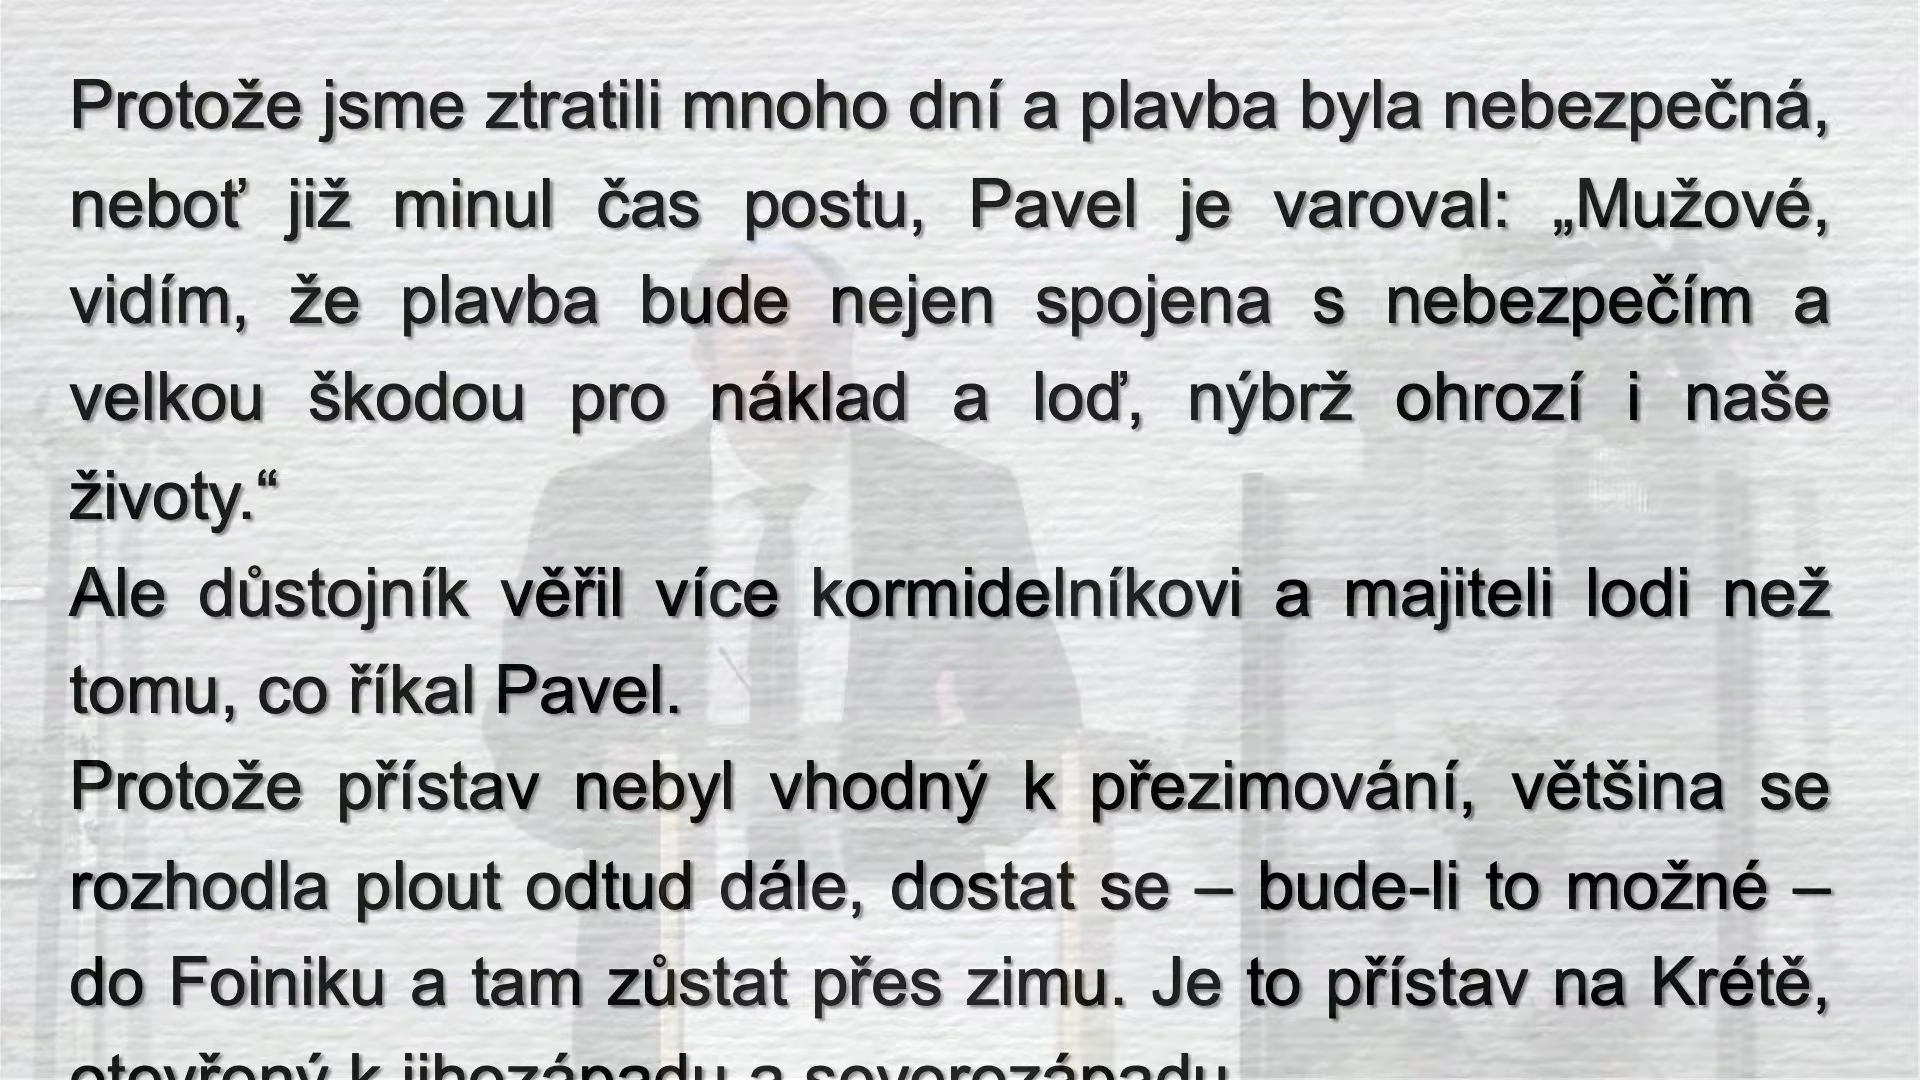 Protože jsme ztratili mnoho dní a plavba byla nebezpečná,
neboť již minul čas postu, Pavel je varoval: „Mužové,
vidím, že plavba bude nejen spojena s nebezpečím a
velkou škodou pro náklad a loď, nýbrž ohrozí i naše
životy.“
Ale důstojník věřil více kormidelníkovi a majiteli lodi než
tomu, co říkal Pavel.
Protože přístav nebyl vhodný k přezimování, většina se
rozhodla plout odtud dále, dostat se – bude-li to možné –
do Foiniku a tam zůstat přes zimu. Je to přístav na Krétě,
otevřený k jihozápadu a severozápadu.